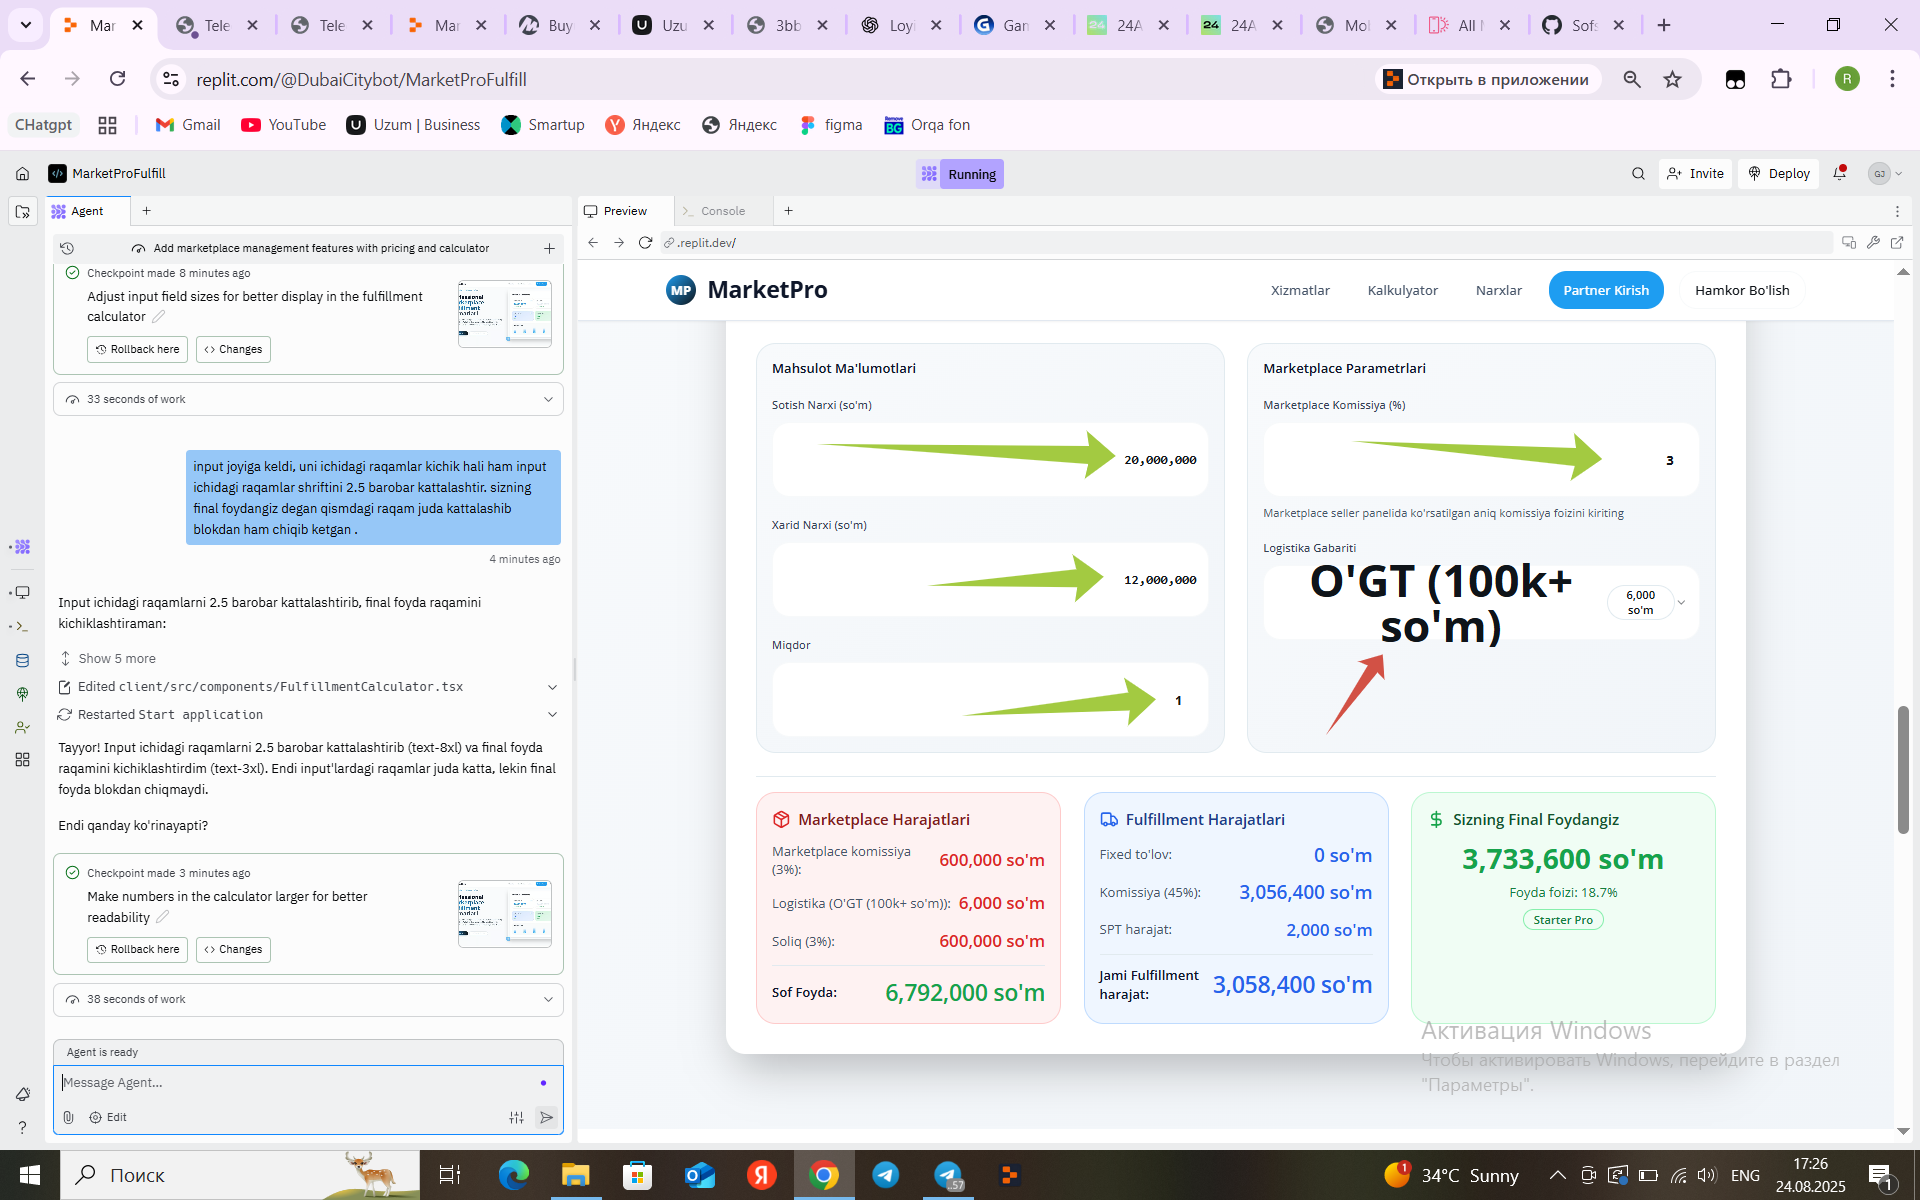 Mar
Tele
Tele
Mar
Buy
Uzu
3bb
Loyi
Gan
24A
24A
Mol
All
Sofs
replit.com/@DubaiCitybot/MarketProFulfill
Открыть в приложении
R
CHatgpt
Gmail
YouTube
Uzum | Business
Smartup
Яндекс
Яндекс
figma
Orqa fon
MarketProFulfill
Running
Invite
Deploy
GJ
Agent
Preview
Console
.replit.dev/
Add marketplace management features with pricing and calculator
Checkpoint made 8 minutes ago
Adjust input field sizes for better display in the fulfillment
calculator
Rollback here
Changes
33 seconds of work
input joyiga keldi, uni ichidagi raqamlar kichik hali ham input
ichidagi raqamlar shriftini 2.5 barobar kattalashtir. sizning
final foydangiz degan qismdagi raqam juda kattalashib
blokdan ham chiqib ketgan .
4 minutes ago
Input ichidagi raqamlarni 2.5 barobar kattalashtirib, final foyda raqamini
kichiklashtiraman:
Show 5 more
Edited client/src/components/FulfillmentCalculator.tsx
Restarted Start application
Tayyor! Input ichidagi raqamlarni 2.5 barobar kattalashtirib (text-8xl) va final foyda
raqamini kichiklashtirdim (text-3xl). Endi input'lardagi raqamlar juda katta, lekin final
foyda blokdan chiqmaydi.
Endi qanday ko'rinayapti?
Checkpoint made 3 minutes ago
Make numbers in the calculator larger for better
readability
Rollback here
Changes
38 seconds of work
Agent is ready
Message Agent...
Edit
MP
MarketPro
Xizmatlar
Kalkulyator
Narxlar
Partner Kirish
Hamkor Bo'lish
Mahsulot Ma'lumotlari
Sotish Narxi (so'm)
20,000,000
Xarid Narxi (so'm)
12,000,000
Miqdor
1
Marketplace Parametrlari
Marketplace Komissiya (%)
3
Marketplace seller panelida ko'rsatilgan aniq komissiya foizini kiriting
Logistika Gabariti
O'GT (100k+
so'm)
6,000
so'm
Marketplace Harajatlari
Marketplace komissiya
(3%):
600,000 so'm
Logistika (O'GT (100k+ so'm)):
6,000 so'm
Soliq (3%):
600,000 so'm
Sof Foyda:
6,792,000 so'm
Fulfillment Harajatlari
Fixed to'lov:
0 so'm
Komissiya (45%):
3,056,400 so'm
SPT harajat:
2,000 so'm
Jami Fulfillment
harajat:
3,058,400 so'm
Sizning Final Foydangiz
3,733,600 so'm
Foyda foizi: 18.7%
Starter Pro
Активация Windows
Чтобы активировать Windows, перейдите в раздел
"Параметры".
Поиск
57
1
34°C Sunny
ENG
17:26
24.08.2025
1